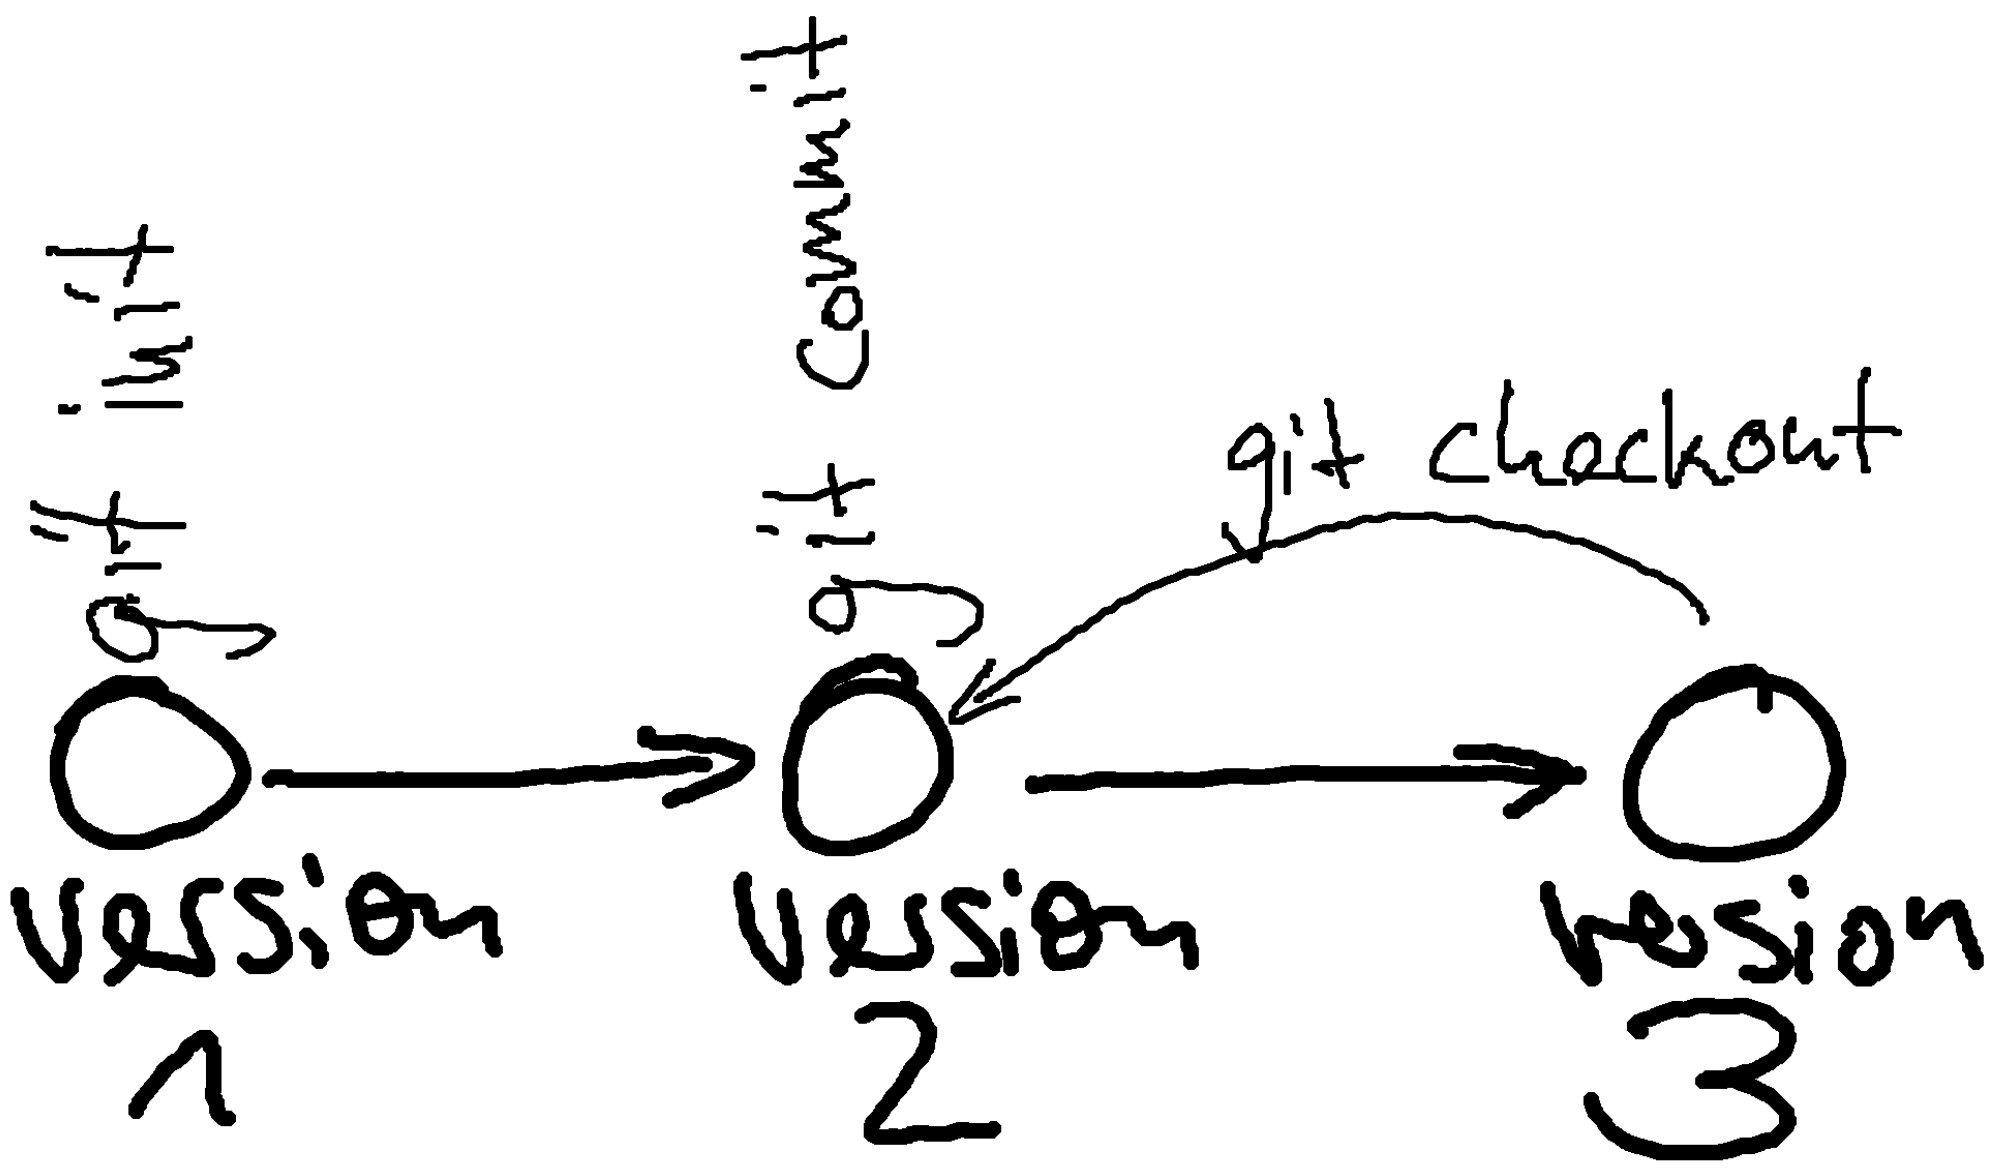 git init
git commit
git checkout
version
1
version
2
version
3